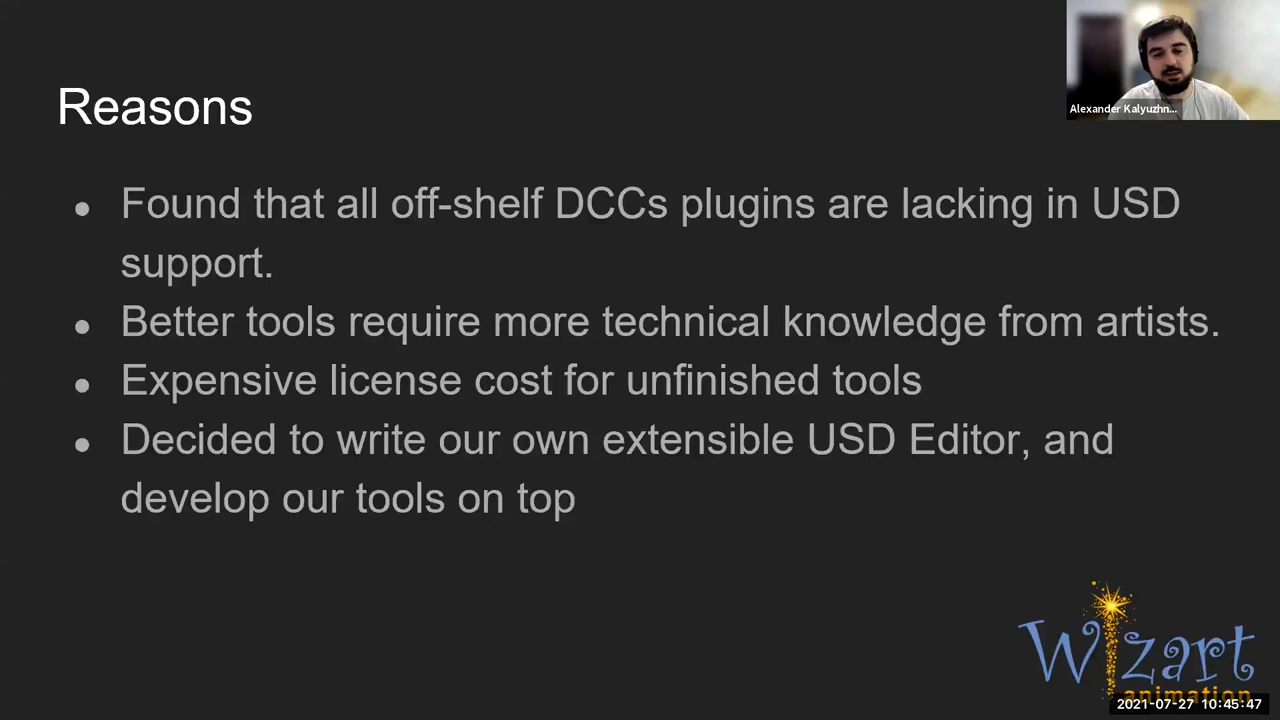 Alexander Kalyuzhn...
Reasons
● Found that all off-shelf DCCs plugins are lacking in USD
support.
● Better tools require more technical knowledge from artists.
● Expensive license cost for unfinished tools
● Decided to write our own extensible USD Editor, and
develop our tools on top
Wizart
animation
2021-07-27 10:45:47